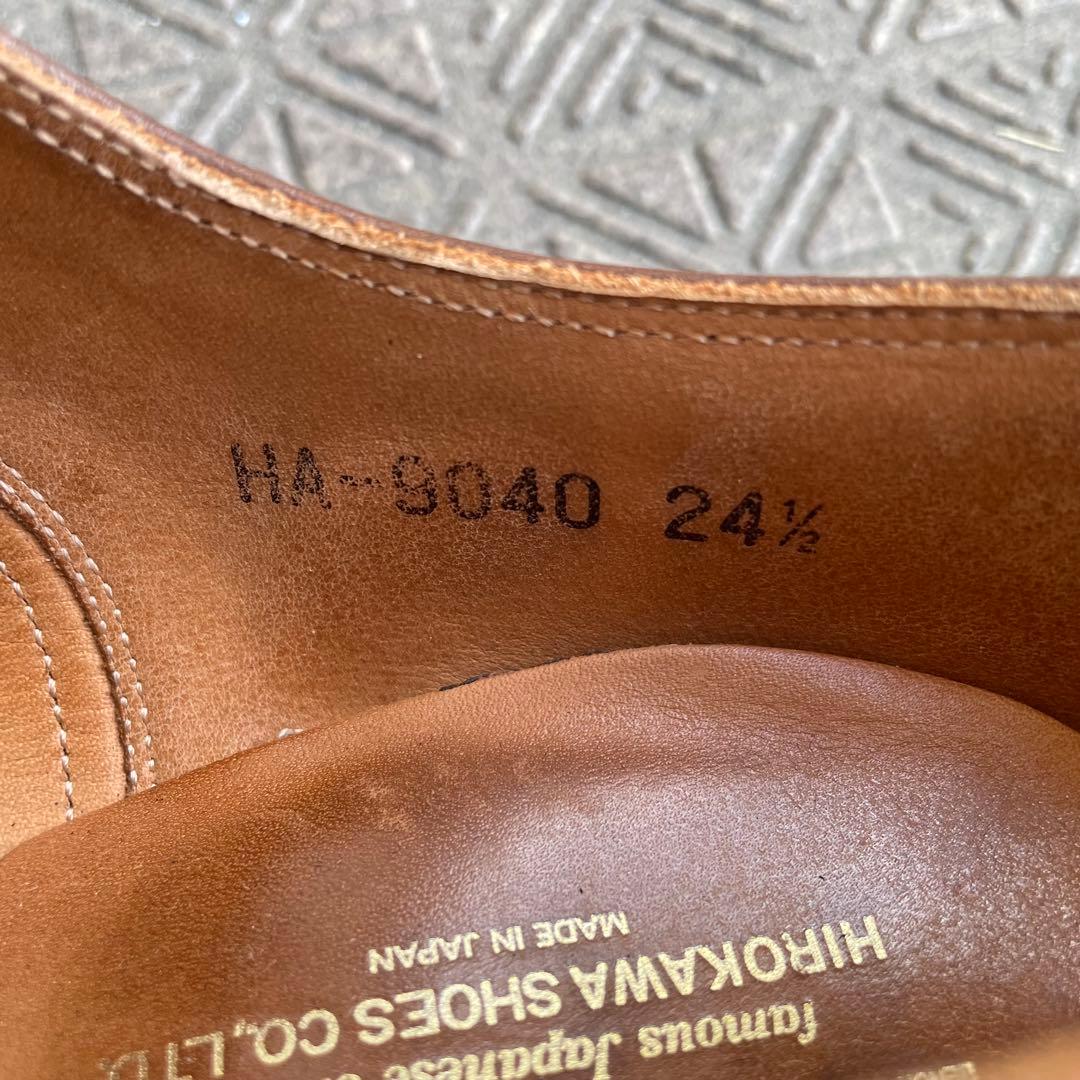 HA-9040 24½
famous Japanese
HIROKAWA SHOES CO., LTD.
MADE IN JAPAN